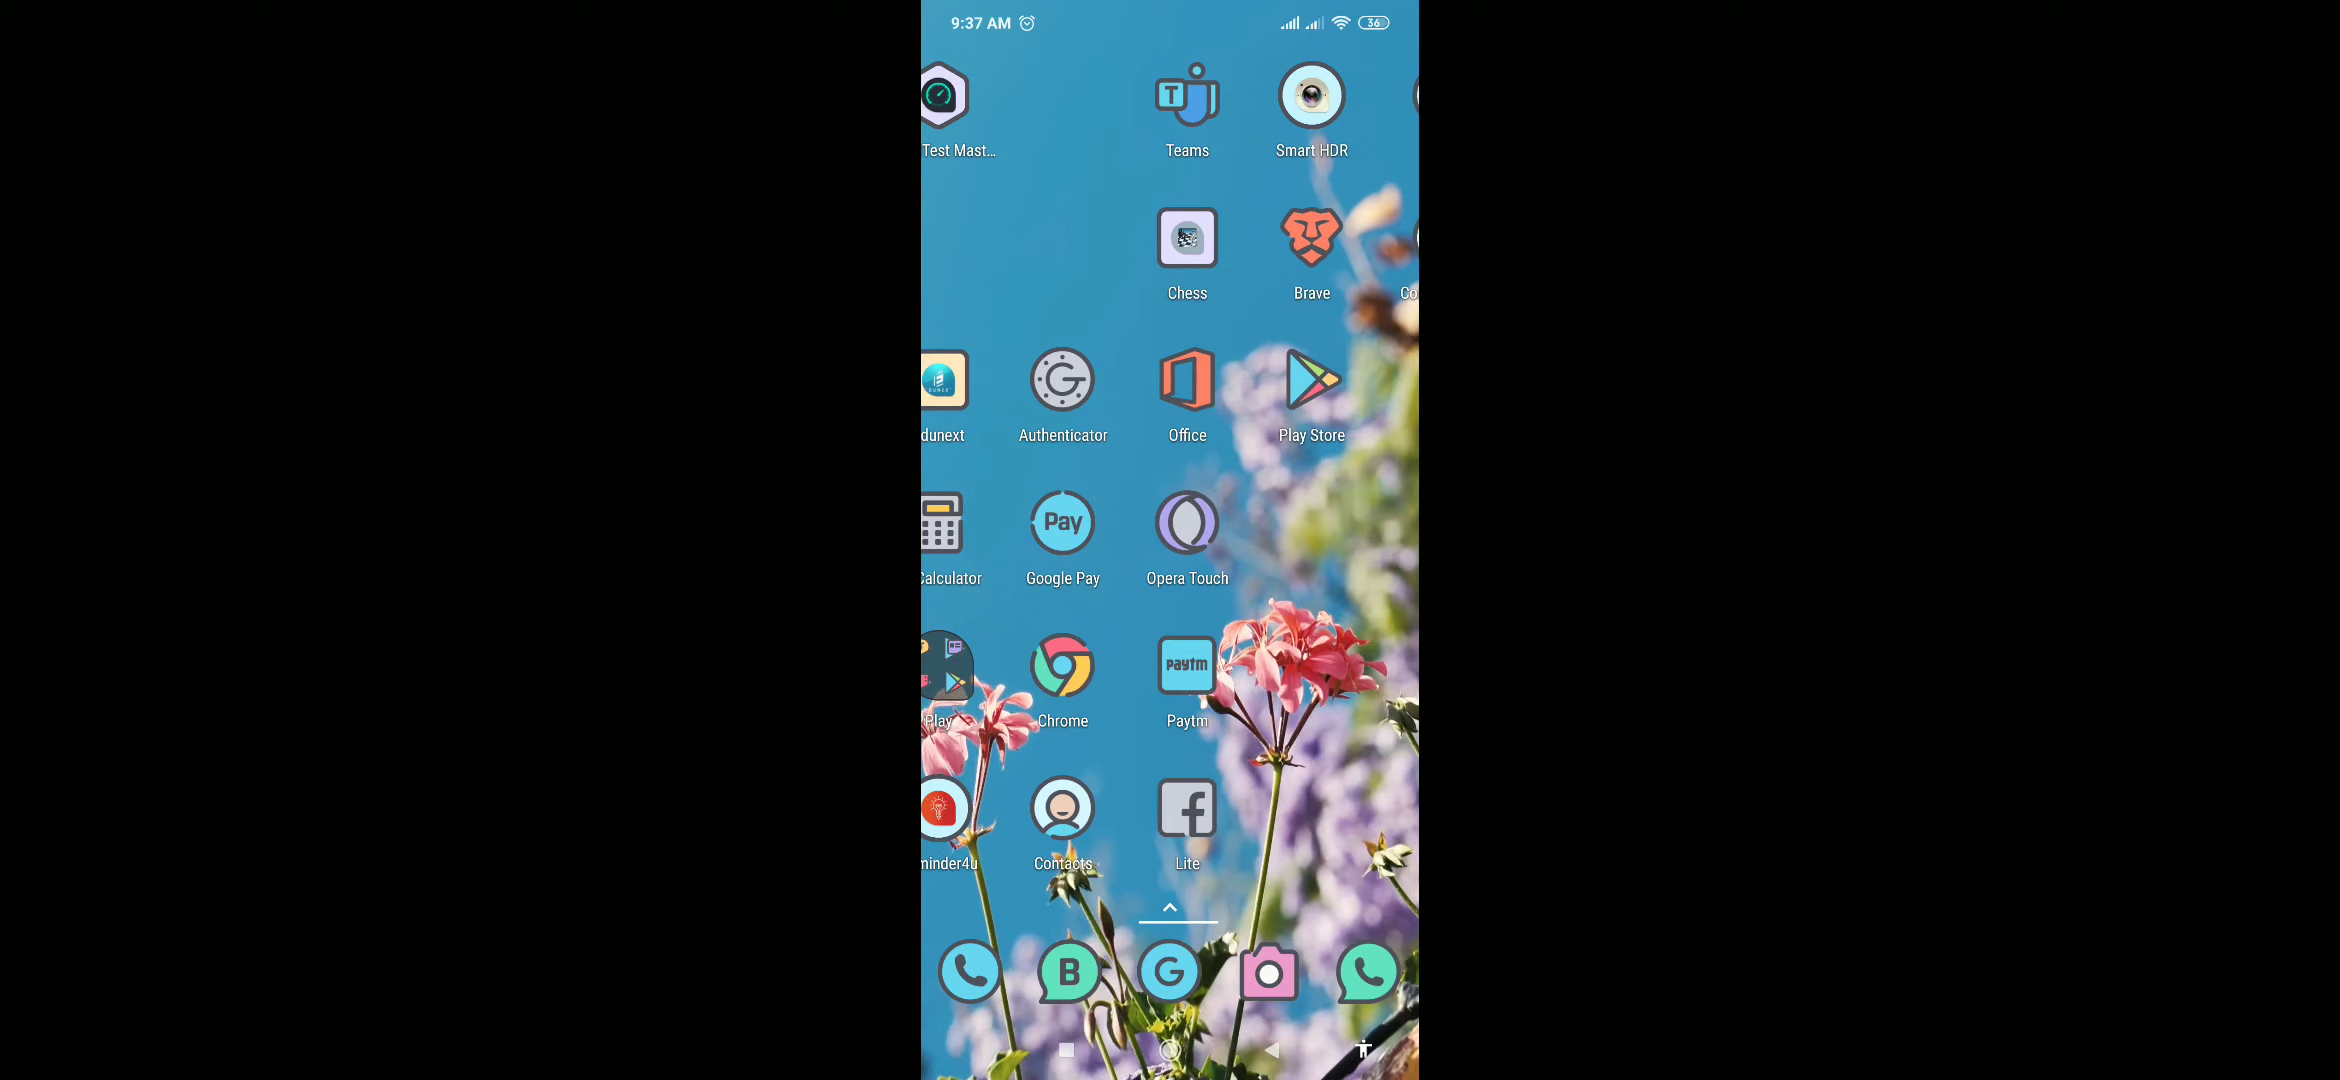 9:37 AM 36
Test Mast... Teams Smart HDR
Chess Brave Co
dunext Authenticator Office Play Store
Pay
Calculator Google Pay Opera Touch
paytm
Play Chrome Paytm
minder4u Contacts Lite
B G